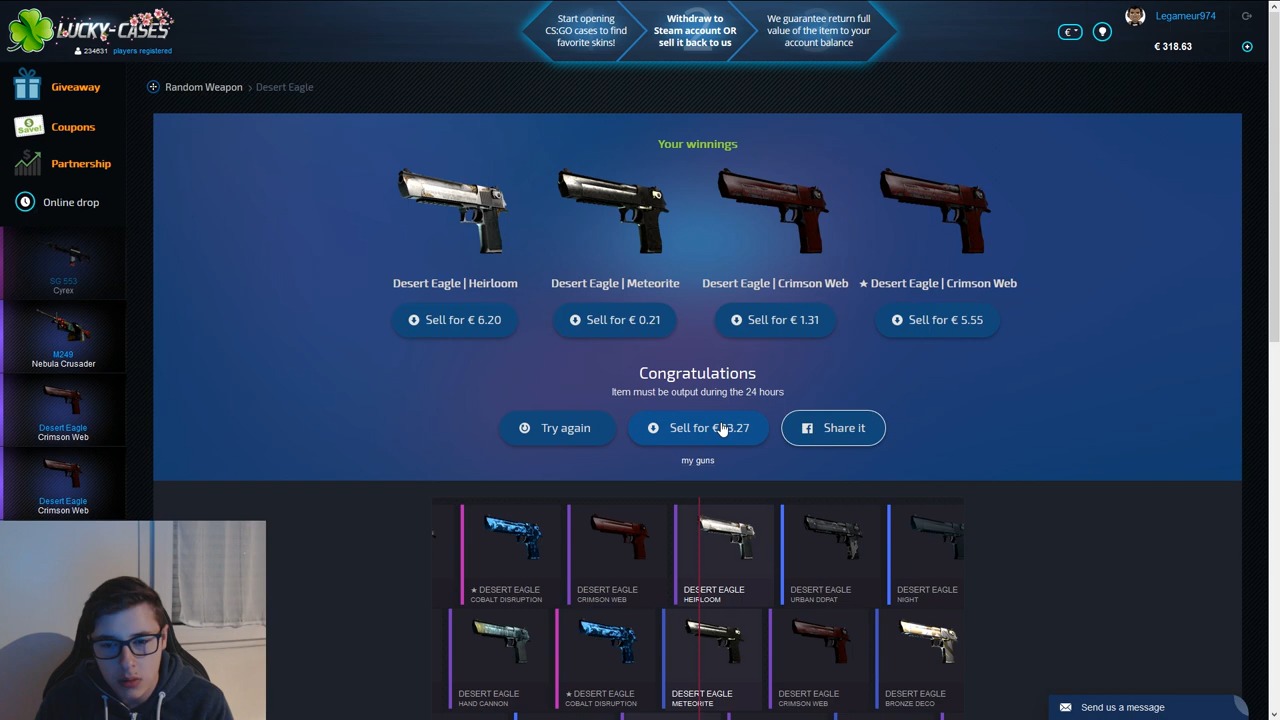 LUCKY-CASES
234631 players registered
Start opening
CS:GO cases to find
favorite skins!
Withdraw to
Steam account OR
sell it back to us
We guarantee return full
value of the item to your
account balance
€
Legameur974
€ 318.63
Giveaway
Save!
Coupons
Partnership
Online drop
SG 553
Cyrex
M249
Nebula Crusader
Desert Eagle
Crimson Web
Desert Eagle
Crimson Web
Random Weapon > Desert Eagle
Your winnings
Desert Eagle | Heirloom
Desert Eagle | Meteorite
Desert Eagle | Crimson Web
★ Desert Eagle | Crimson Web
Sell for € 6.20
Sell for € 0.21
Sell for € 1.31
Sell for € 5.55
Congratulations
Item must be output during the 24 hours
Try again
Sell for
Share it
my guns
★ DESERT EAGLE
COBALT DISRUPTION
DESERT EAGLE
CRIMSON WEB
DESERT EAGLE
HEIRLOOM
DESERT EAGLE
URBAN DDPAT
DESERT EAGLE
NIGHT
DESERT EAGLE
HAND CANNON
★ DESERT EAGLE
COBALT DISRUPTION
DESERT EAGLE
METEORITE
DESERT EAGLE
CRIMSON WEB
DESERT EAGLE
BRONZE DECO
Send us a message